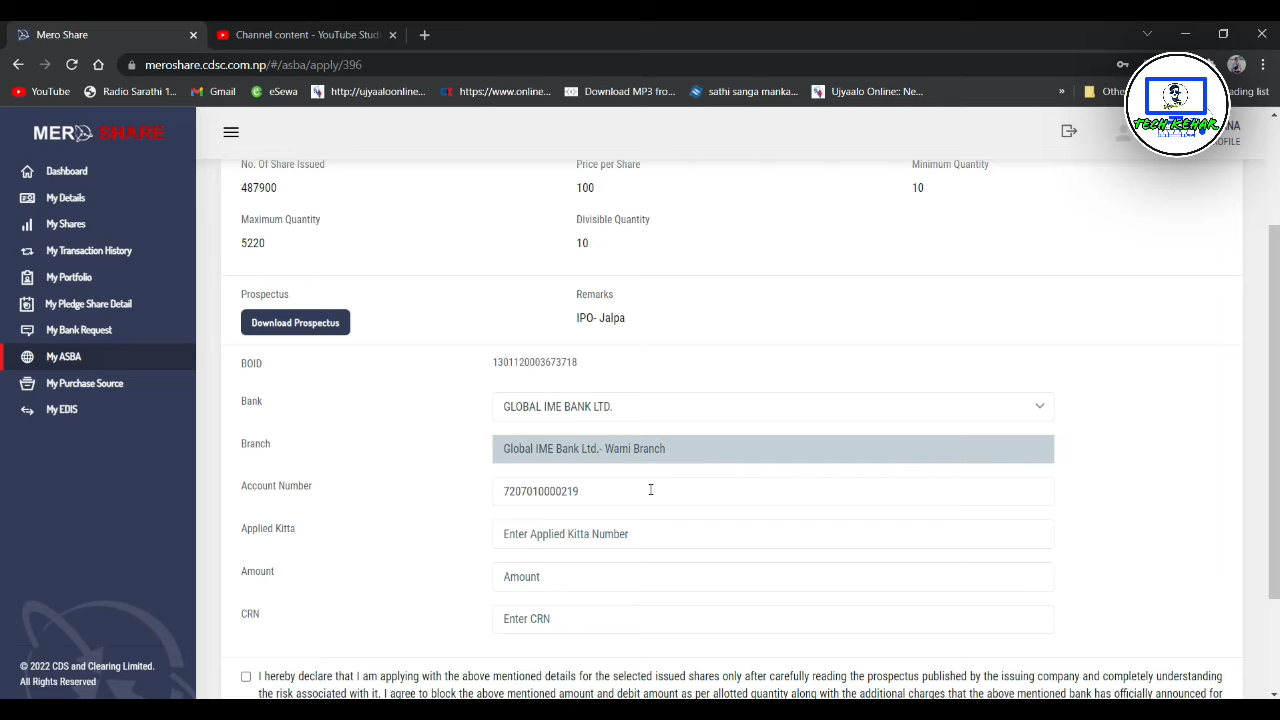 Mero Share
Channel content - YouTube Stud
meroshare.cdsc.com.np/#/asba/apply/396
YouTube
Radio Sarathi 1...
Gmail
eSewa
http://ujyaaloonline...
https://www.online...
Download MP3 fro...
sathi sanga manka...
Ujyaalo Online: Ne...
»
Othe
ding list
MERO SHARE
TECH REHAR
ANA
OFILE
Dashboard
My Details
My Shares
My Transaction History
My Portfolio
My Pledge Share Detail
My Bank Request
My ASBA
My Purchase Source
My EDIS
© 2022 CDS and Clearing Limited.
All Rights Reserved
No. Of Share Issued
Price per Share
Minimum Quantity
487900
100
10
Maximum Quantity
Divisible Quantity
5220
10
Prospectus
Remarks
Download Prospectus
IPO- Jalpa
BOID
1301120003673718
Bank
GLOBAL IME BANK LTD.
Branch
Global IME Bank Ltd.- Wami Branch
Account Number
7207010000219
Applied Kitta
Enter Applied Kitta Number
Amount
Amount
CRN
Enter CRN
I hereby declare that I am applying with the above mentioned details for the selected issued shares only after carefully reading the prospectus published by the issuing company and completely understanding
the risk associated with it. I agree to block the above mentioned amount and debit amount as per allotted quantity along with the additional charges that the above mentioned bank has officially announced for